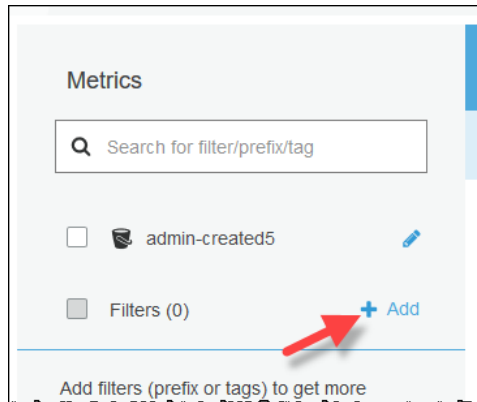 Metrics
Search for filter/prefix/tag
admin-created5
Filters (0)
+ Add
Add filters (prefix or tags) to get more